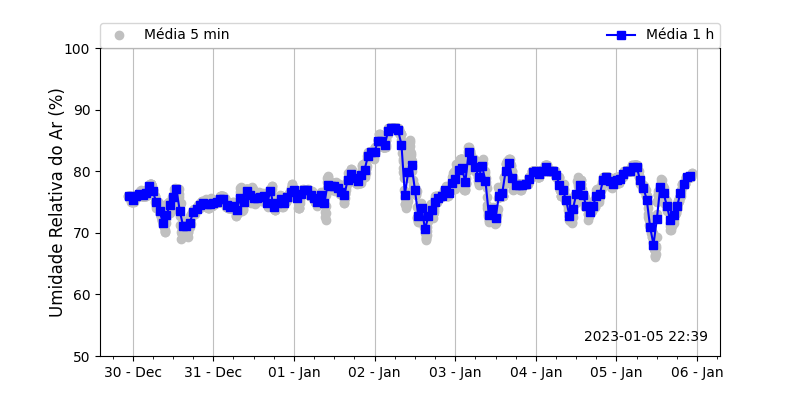 Média 5 min
Média 1 h
100
90
80
70
60
50
Umidade Relativa do Ar (%)
2023-01-05 22:39
30 - Dec
31 - Dec
01 - Jan
02 - Jan
03 - Jan
04 - Jan
05 - Jan
06 - Jan